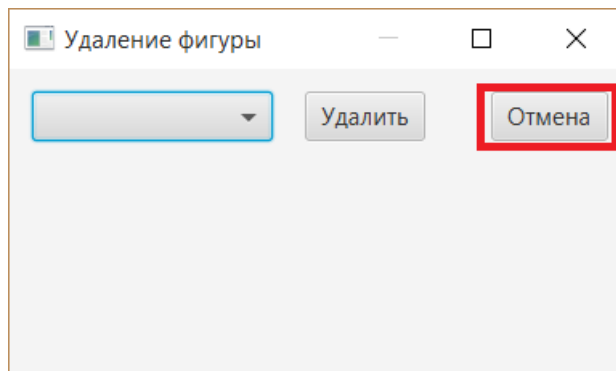 Удаление фигуры
Удалить Отмена